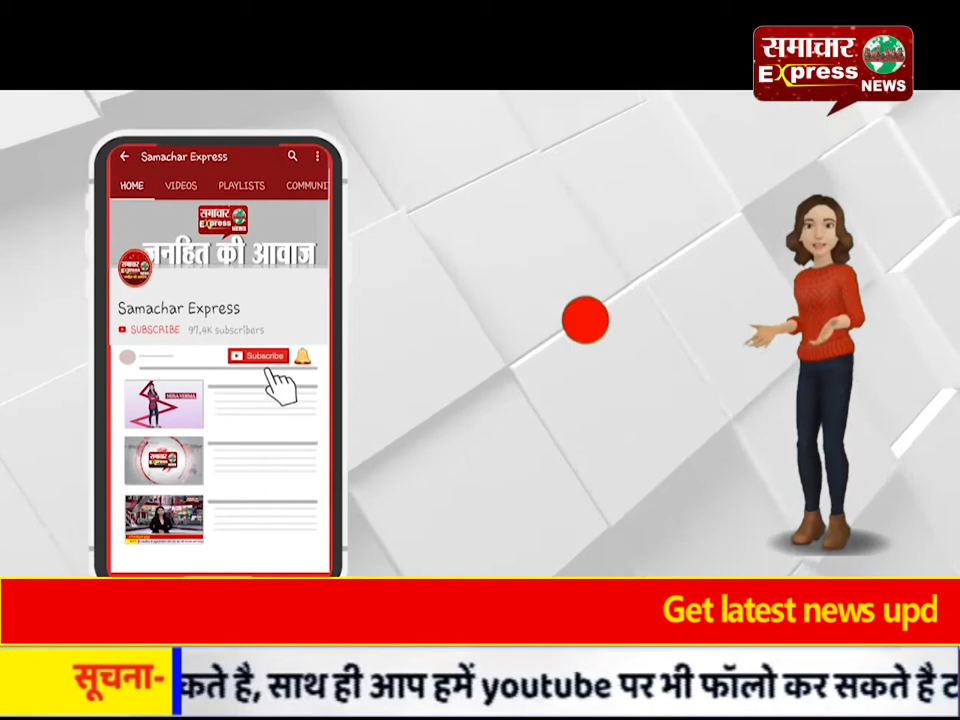 समाचार
Express
NEWS
Samachar Express
HOME VIDEOS PLAYLISTS COMMUNI
समाचार
Express
NEWS
जनहित की आवाज
Samachar Express
SUBSCRIBE 97.4K subscribers
Subscribe
Get latest news upd
सूचना- कते है, साथ ही आप हमें youtube पर भी फॉलो कर सकते है ट